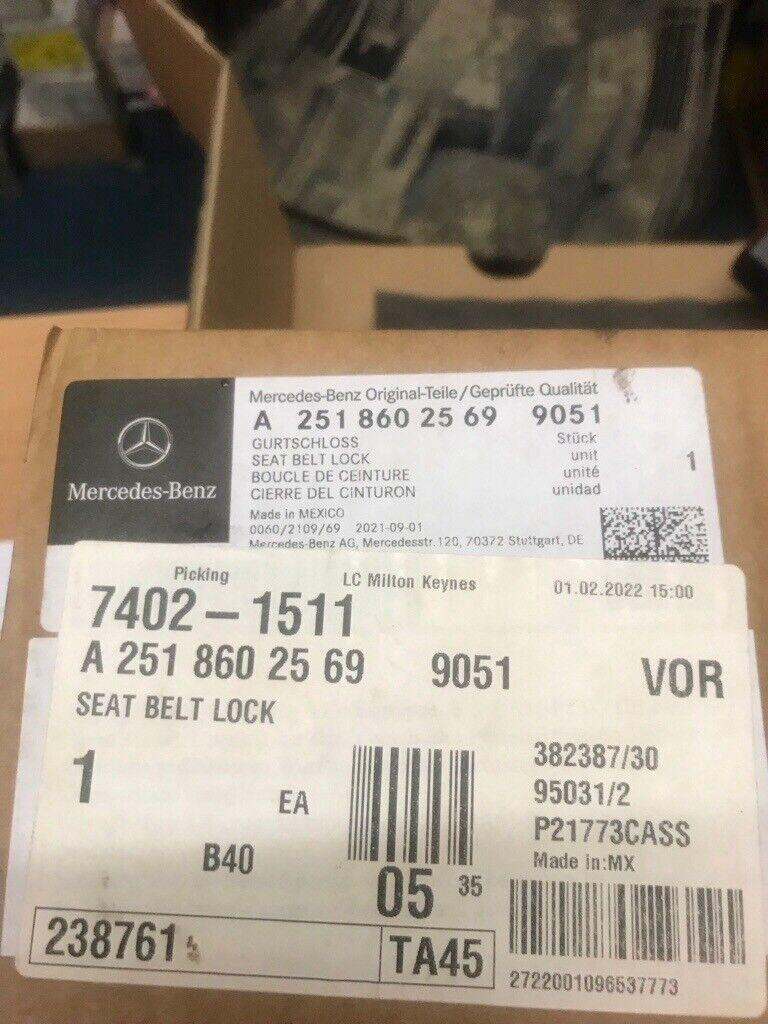 Mercedes-Benz
Mercedes-Benz Original-Teile/Geprüfte Qualität
A 251 860 25 69 9051
GURTSCHLOSS Stück
SEAT BELT LOCK unit 1
BOUCLE DE CEINTURE unité
CIERRE DEL CINTURON unidad
Made in MEXICO
0060/2109/69 2021-09-01
Mercedes-Benz AG, Mercedesstr.120, 70372 Stuttgart, DE
Picking LC Milton Keynes 01.02.2022 15:00
7402-1511
A 251 860 25 69 9051 VOR
SEAT BELT LOCK
1 EA
382387/30
95031/2
P21773CASS
Made in:MX
B40
05 35
238761 TA45
2722001096537773